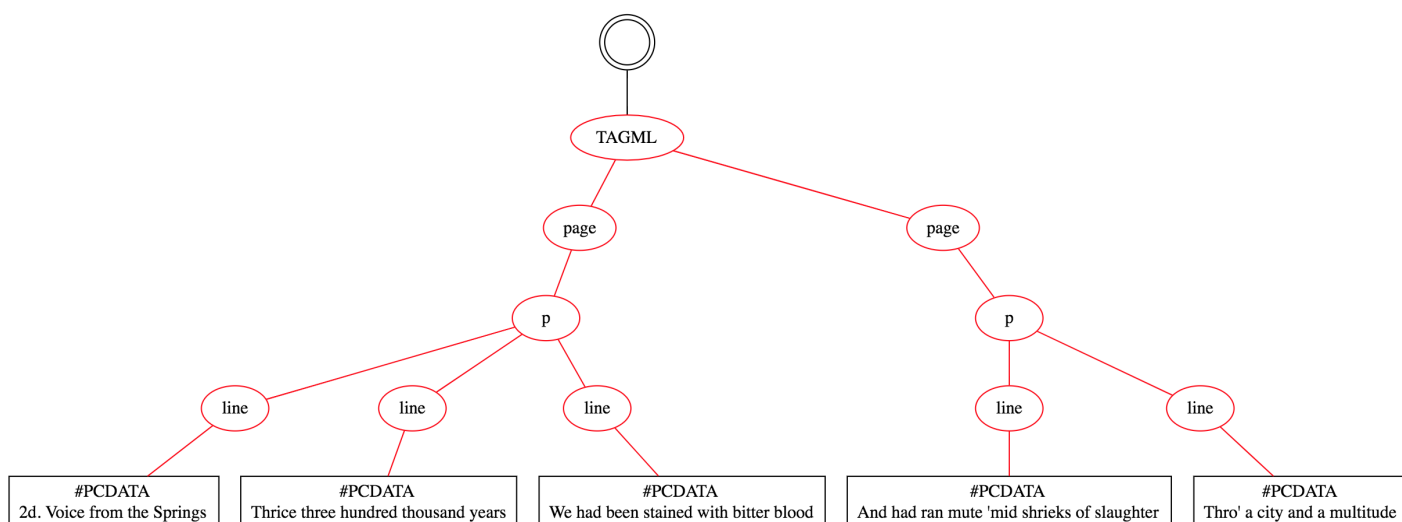 TAGML
page
page
p
p
line
line
line
line
line
#PCDATA
2d. Voice from the Springs
#PCDATA
Thrice three hundred thousand years
#PCDATA
We had been stained with bitter blood
#PCDATA
And had ran mute 'mid shrieks of slaughter
#PCDATA
Thro' a city and a multitude